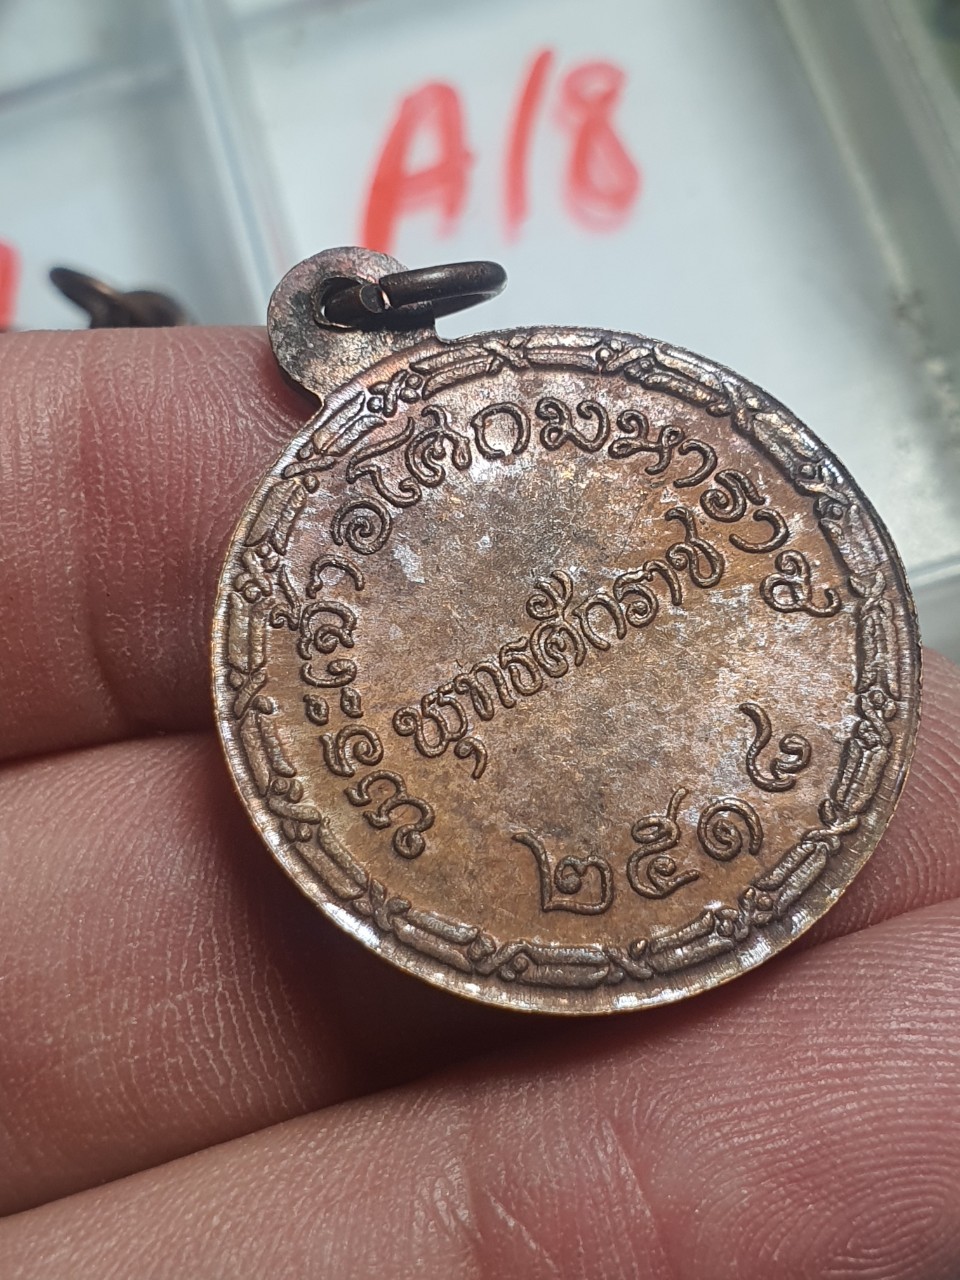 A/8
พระเจ้าอโศกมหาราช
พุทธศักราช
๒๕๑๘